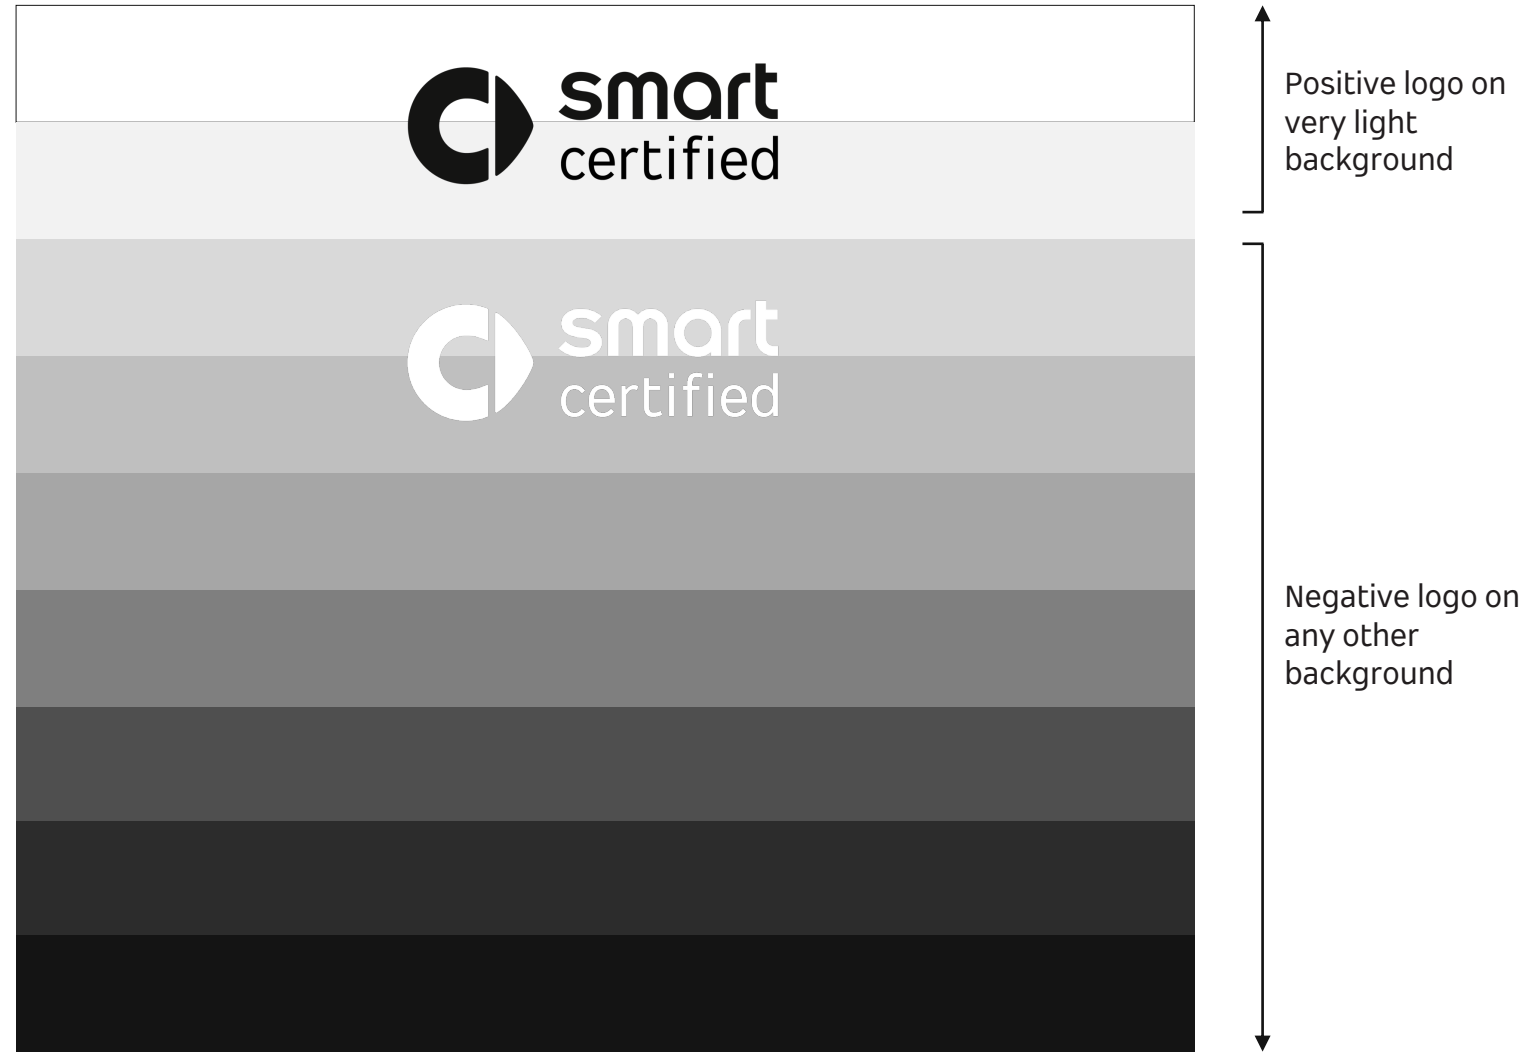 smart
certified
Positive logo on
very light
background
smart
certified
Negative logo on
any other
background